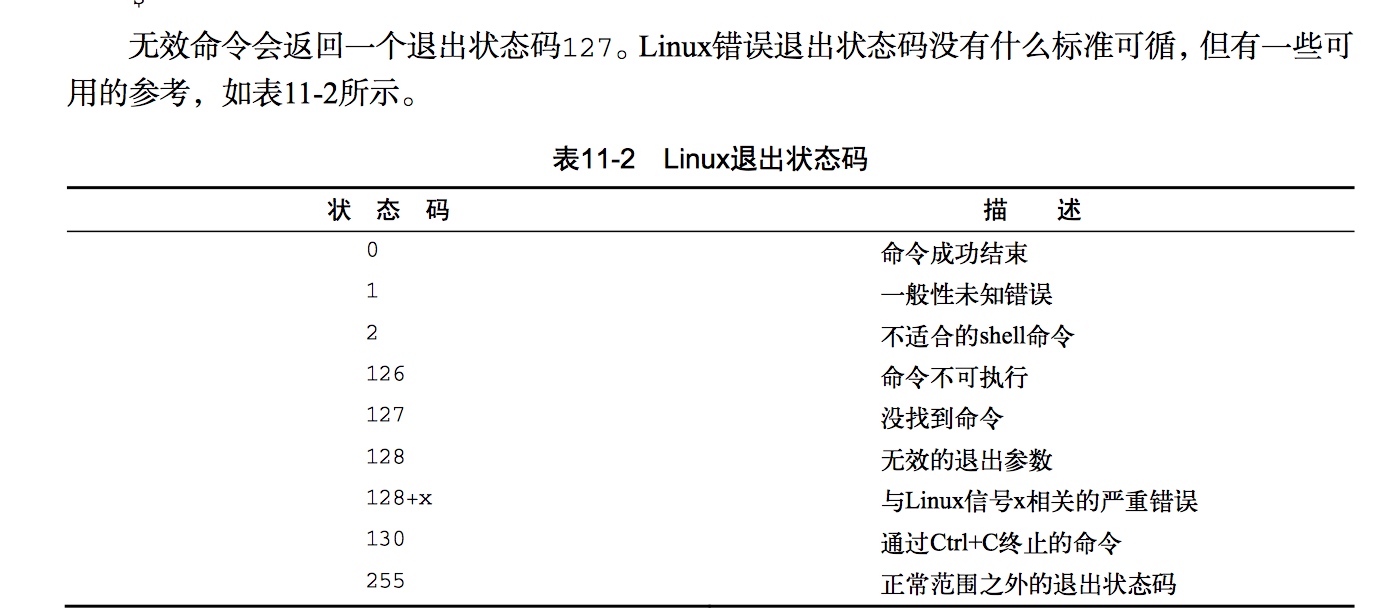 $
无效命令会返回一个退出状态码127。Linux错误退出状态码没有什么标准可循，但有一些可
用的参考，如表11-2所示。
表11-2 Linux退出状态码
状 态 码 描 述
0 命令成功结束
1 一般性未知错误
2 不适合的shell命令
126 命令不可执行
127 没找到命令
128 无效的退出参数
128+x 与Linux信号x相关的严重错误
130 通过Ctrl+C终止的命令
255 正常范围之外的退出状态码